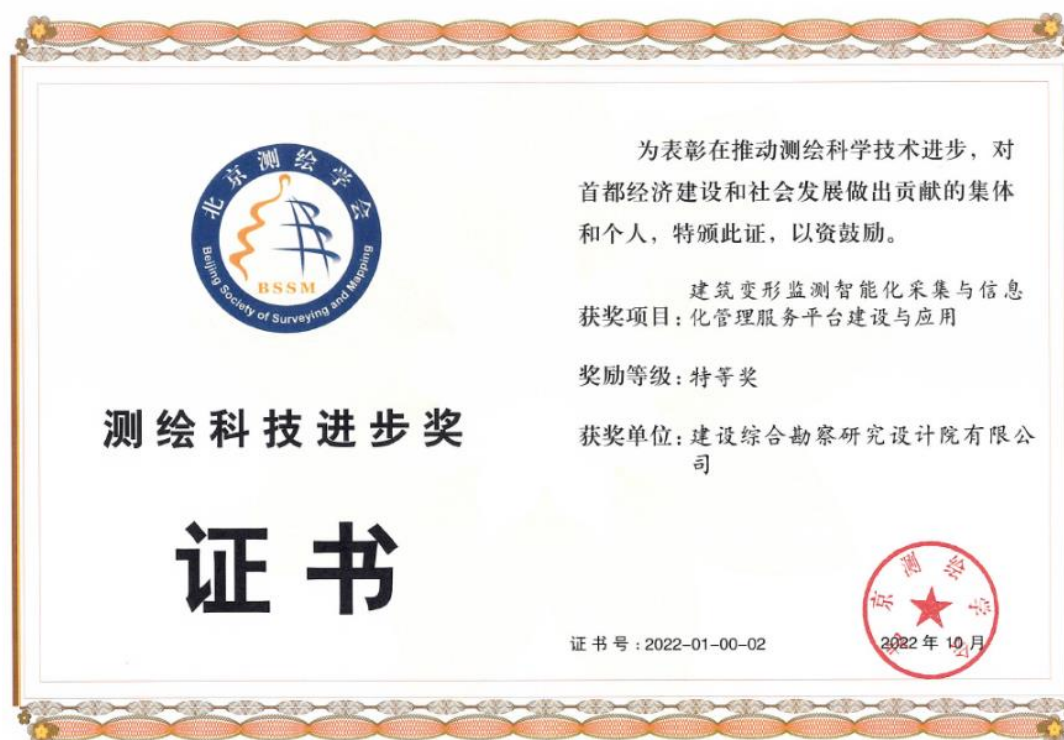 北京测绘学会
BSSM
Beijing Society of Surveying and Mapping
测绘科技进步奖
证书
为表彰在推动测绘科学技术进步，对
首都经济建设和社会发展做出贡献的集体
和个人，特颁此证，以资鼓励。
建筑变形监测智能化采集与信息
获奖项目：化管理服务平台建设与应用
奖励等级：特等奖
获奖单位：建设综合勘察研究设计院有限公
司
北京测绘学会
证书号：2022-01-00-02
2022年10月